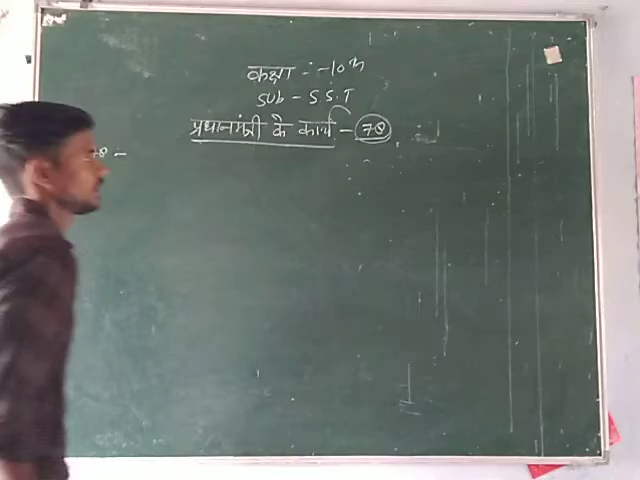 कक्षा :- 10th
Sub - S.S.T
प्रधानमंत्री के कार्य - 78